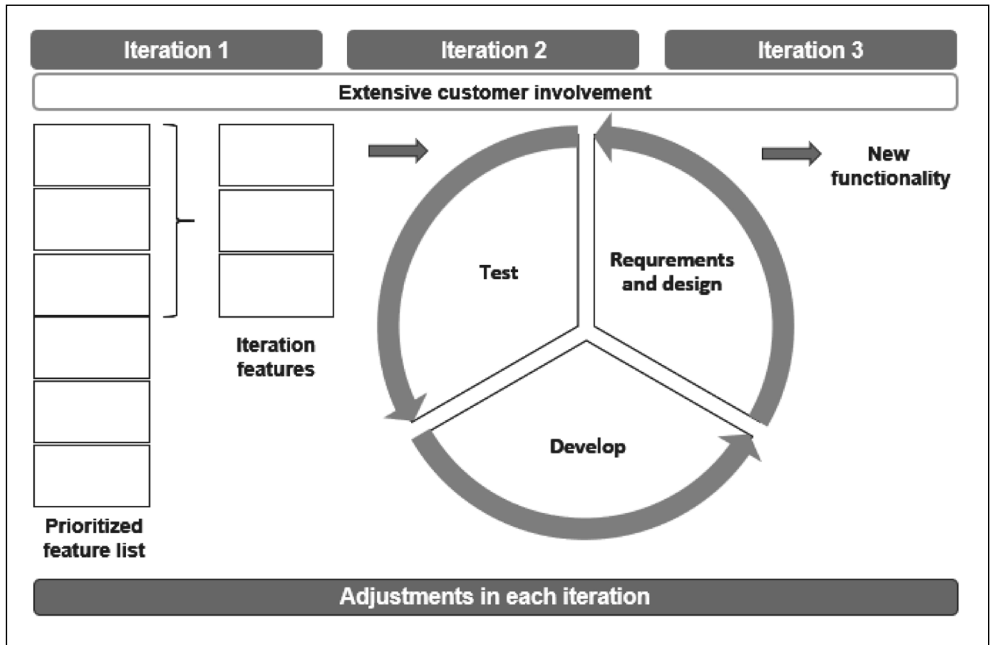 Iteration 1
Iteration 2
Iteration 3
Extensive customer involvement
New
functionality
Test
Requrements
and design
Iteration
features
Develop
Prioritized
feature list
Adjustments in each iteration